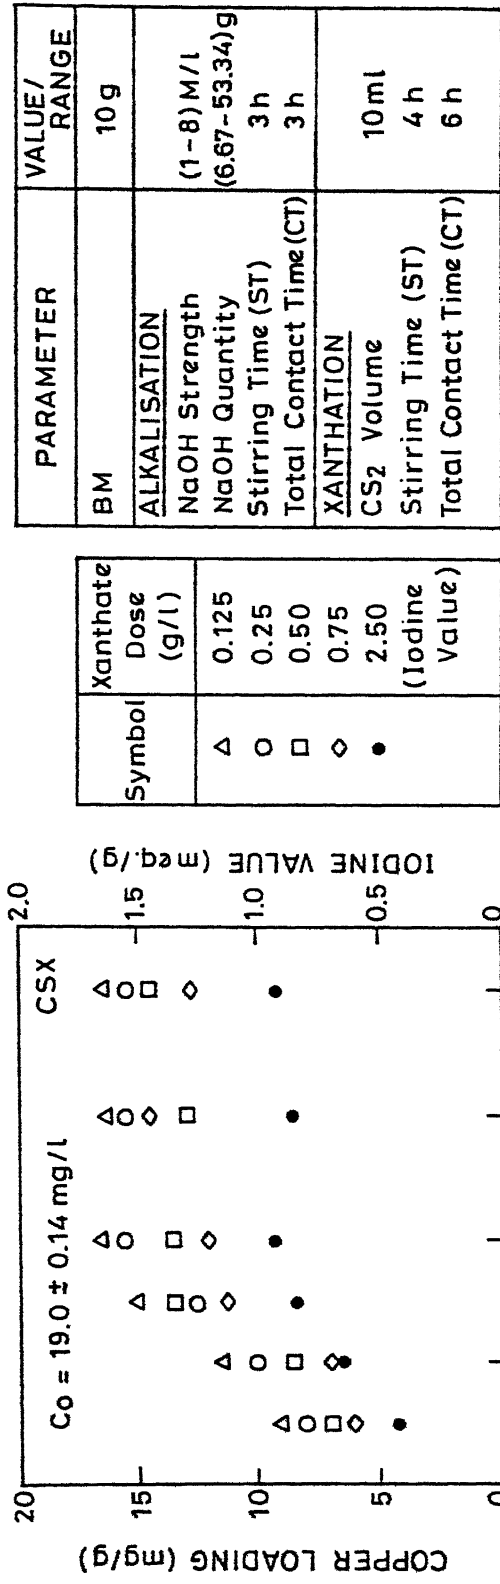 C₀ = 19.0 ± 0.14 mg/l
CSX
COPPER LOADING (mg/g)
20
15
10
5
0
IODINE VALUE (meq./g)
2.0
1.5
1.0
0.5
0
Symbol Xanthate Dose (g/l)
Δ 0.125
○ 0.25
□ 0.50
◇ 0.75
● 2.50
(Iodine Value)
PARAMETER VALUE/ RANGE
BM 10 g
ALKALISATION
NaOH Strength (1-8) M/l
NaOH Quantity (6.67-53.34) g
Stirring Time (ST) 3 h
Total Contact Time (CT) 3 h
XANTHATION
CS₂ Volume 10 ml
Stirring Time (ST) 4 h
Total Contact Time (CT) 6 h